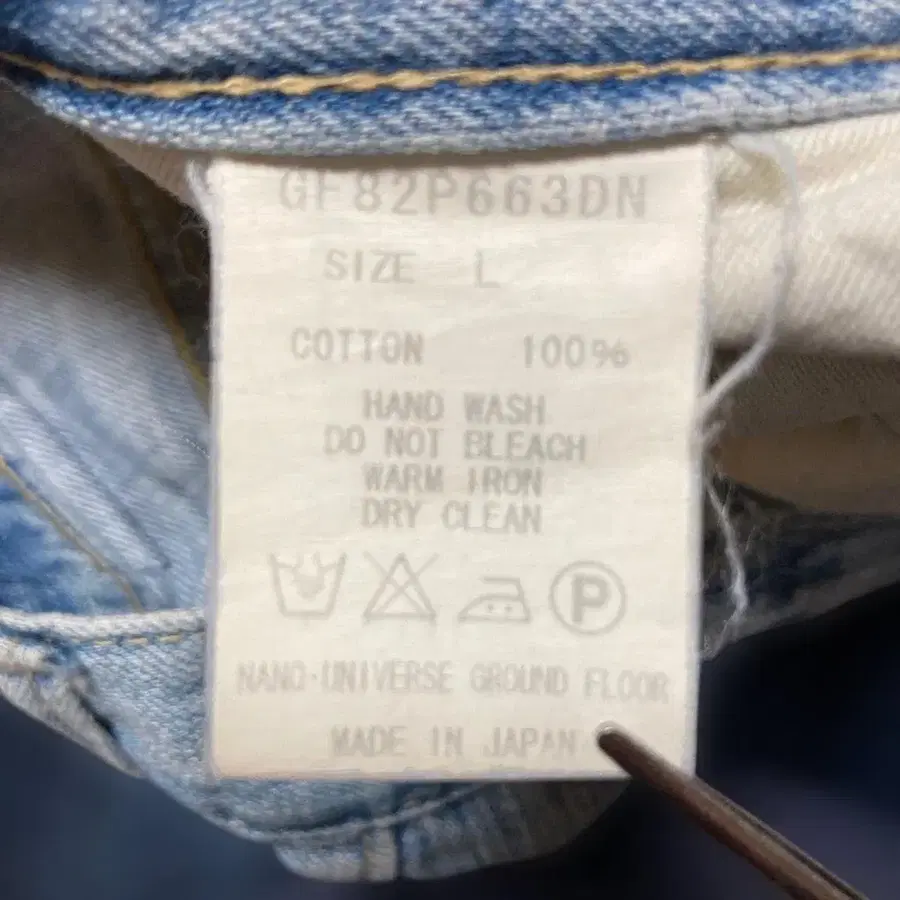 GF82P663DN
SIZE L
COTTON 100%
HAND WASH
DO NOT BLEACH
WARM IRON
DRY CLEAN
P
NANO·UNIVERSE GROUND FLOOR
MADE IN JAPAN